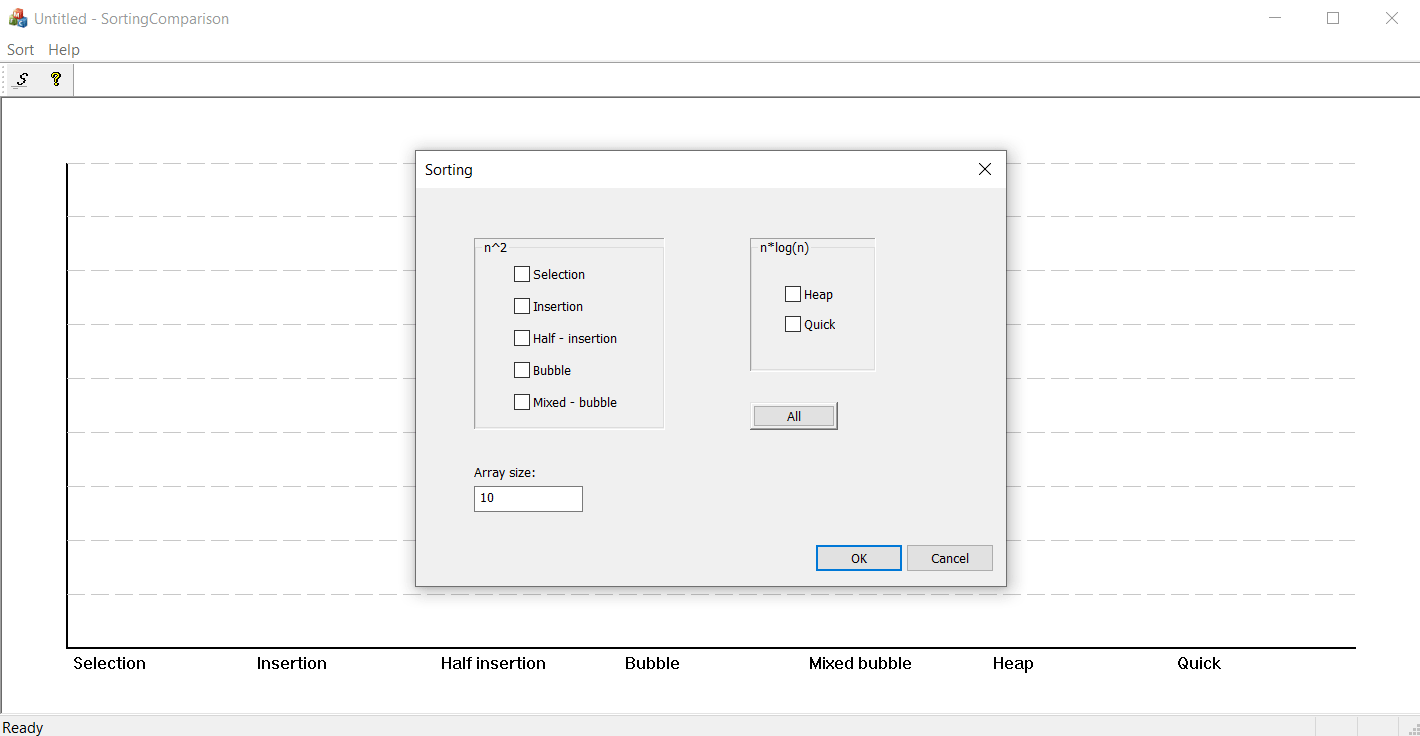 Untitled - SortingComparison
Sort Help
S ?
Sorting
n^2
Selection
Insertion
Half - insertion
Bubble
Mixed - bubble
n*log(n)
Heap
Quick
All
Array size:
10
OK Cancel
Selection Insertion Half insertion Bubble Mixed bubble Heap Quick
Ready